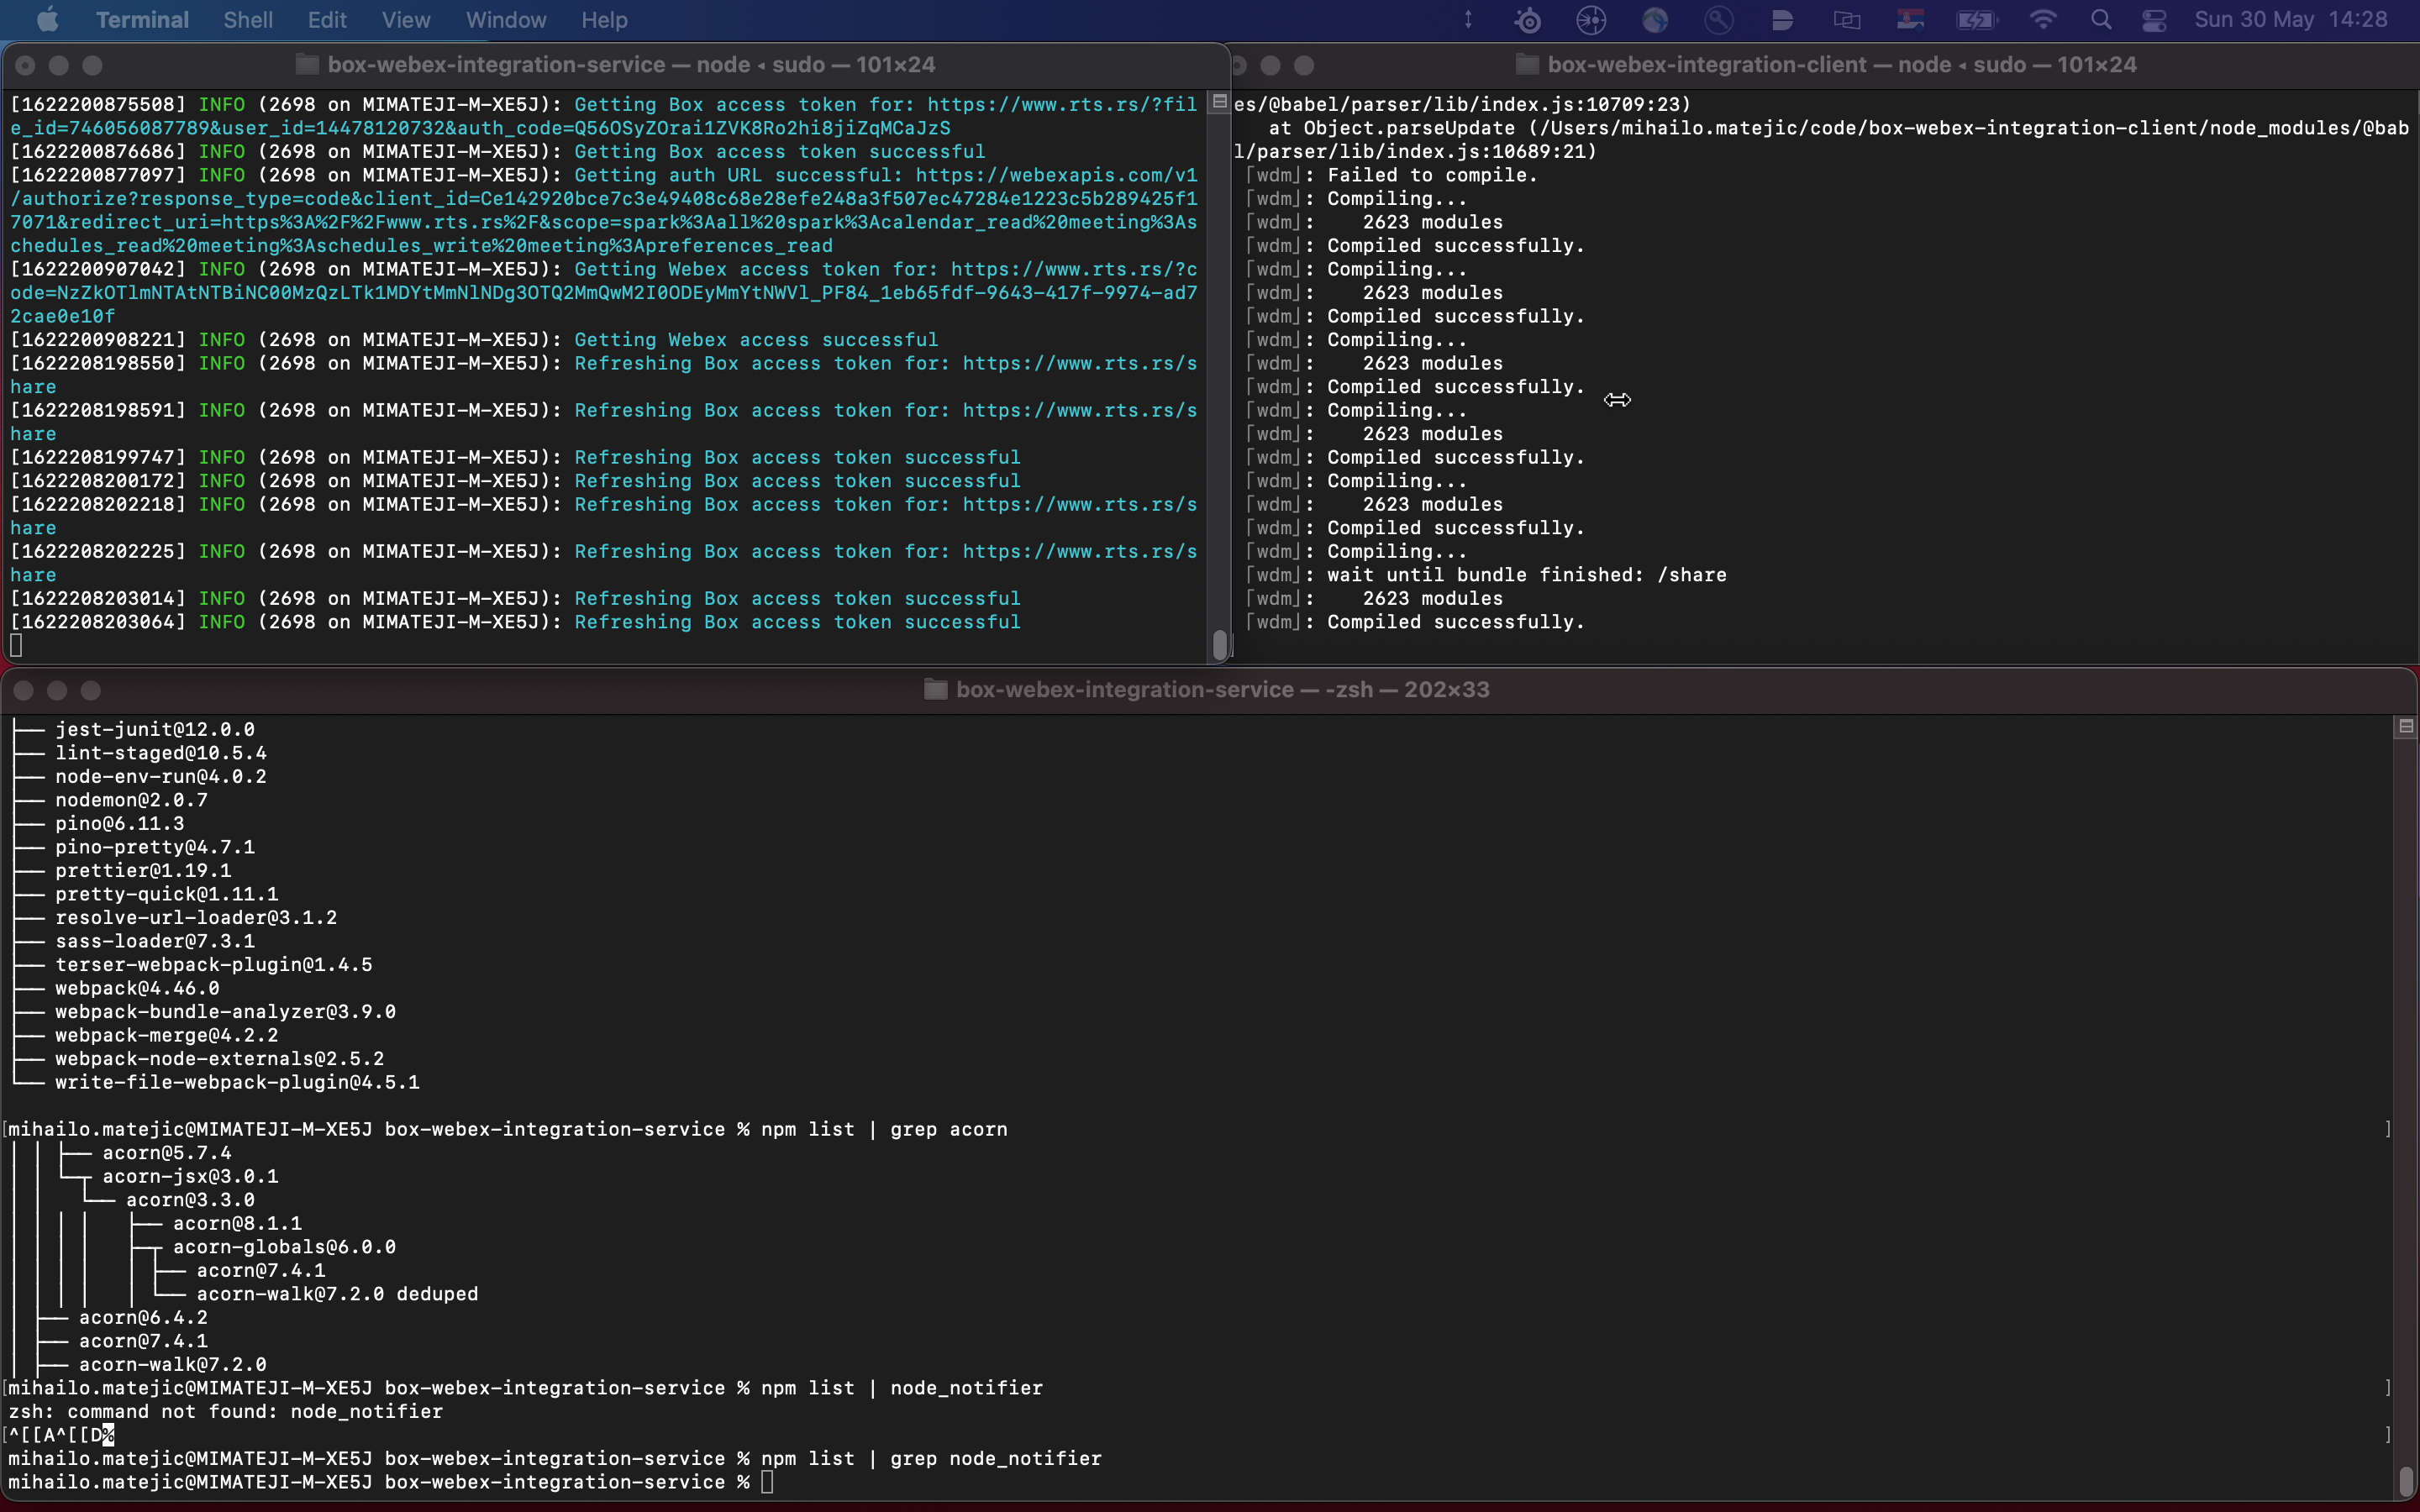 Terminal Shell Edit View Window Help Sun 30 May 14:28
box-webex-integration-service — node ◂ sudo — 101×24
[1622200875508] INFO (2698 on MIMATEJI-M-XE5J): Getting Box access token for: https://www.rts.rs/?fil
e_id=746056087789&user_id=14478120732&auth_code=Q56OSyZOrai1ZVK8Ro2hi8jiZqMCaJzS
[1622200876686] INFO (2698 on MIMATEJI-M-XE5J): Getting Box access token successful
[1622200877097] INFO (2698 on MIMATEJI-M-XE5J): Getting auth URL successful: https://webexapis.com/v1
/authorize?response_type=code&client_id=Ce142920bce7c3e49408c68e28efe248a3f507ec47284e1223c5b289425f1
7071&redirect_uri=https%3A%2F%2Fwww.rts.rs%2F&scope=spark%3Aall%20spark%3Acalendar_read%20meeting%3As
chedules_read%20meeting%3Aschedules_write%20meeting%3Apreferences_read
[1622200907042] INFO (2698 on MIMATEJI-M-XE5J): Getting Webex access token for: https://www.rts.rs/?c
ode=NzZkOTlmNTAtNTBiNC00MzQzLTk1MDYtMmNlNDg3OTQ2MmQwM2I0ODEyMmYtNWVl_PF84_1eb65fdf-9643-417f-9974-ad7
2cae0e10f
[1622200908221] INFO (2698 on MIMATEJI-M-XE5J): Getting Webex access successful
[1622208198550] INFO (2698 on MIMATEJI-M-XE5J): Refreshing Box access token for: https://www.rts.rs/s
hare
[1622208198591] INFO (2698 on MIMATEJI-M-XE5J): Refreshing Box access token for: https://www.rts.rs/s
hare
[1622208199747] INFO (2698 on MIMATEJI-M-XE5J): Refreshing Box access token successful
[1622208200172] INFO (2698 on MIMATEJI-M-XE5J): Refreshing Box access token successful
[1622208202218] INFO (2698 on MIMATEJI-M-XE5J): Refreshing Box access token for: https://www.rts.rs/s
hare
[1622208202225] INFO (2698 on MIMATEJI-M-XE5J): Refreshing Box access token for: https://www.rts.rs/s
hare
[1622208203014] INFO (2698 on MIMATEJI-M-XE5J): Refreshing Box access token successful
[1622208203064] INFO (2698 on MIMATEJI-M-XE5J): Refreshing Box access token successful
box-webex-integration-client — node ◂ sudo — 101×24
es/@babel/parser/lib/index.js:10709:23)
at Object.parseUpdate (/Users/mihailo.matejic/code/box-webex-integration-client/node_modules/@bab
l/parser/lib/index.js:10689:21)
｢wdm｣: Failed to compile.
｢wdm｣: Compiling...
｢wdm｣: 2623 modules
｢wdm｣: Compiled successfully.
｢wdm｣: Compiling...
｢wdm｣: 2623 modules
｢wdm｣: Compiled successfully.
｢wdm｣: Compiling...
｢wdm｣: 2623 modules
｢wdm｣: Compiled successfully.
｢wdm｣: Compiling...
｢wdm｣: 2623 modules
｢wdm｣: Compiled successfully.
｢wdm｣: Compiling...
｢wdm｣: 2623 modules
｢wdm｣: Compiled successfully.
｢wdm｣: Compiling...
｢wdm｣: wait until bundle finished: /share
｢wdm｣: 2623 modules
｢wdm｣: Compiled successfully.
box-webex-integration-service — -zsh — 202×33
├── jest-junit@12.0.0
├── lint-staged@10.5.4
├── node-env-run@4.0.2
├── nodemon@2.0.7
├── pino@6.11.3
├── pino-pretty@4.7.1
├── prettier@1.19.1
├── pretty-quick@1.11.1
├── resolve-url-loader@3.1.2
├── sass-loader@7.3.1
├── terser-webpack-plugin@1.4.5
├── webpack@4.46.0
├── webpack-bundle-analyzer@3.9.0
├── webpack-merge@4.2.2
├── webpack-node-externals@2.5.2
└── write-file-webpack-plugin@4.5.1
[mihailo.matejic@MIMATEJI-M-XE5J box-webex-integration-service % npm list | grep acorn ]
│ │ ├── acorn@5.7.4
│ │ └─┬ acorn-jsx@3.0.1
│ │   └── acorn@3.3.0
│ │ │ │   ├── acorn@8.1.1
│ │ │ │   ├─┬ acorn-globals@6.0.0
│ │ │ │   │ ├── acorn@7.4.1
│ │ │ │   │ └── acorn-walk@7.2.0 deduped
│ ├── acorn@6.4.2
│ ├── acorn@7.4.1
│ ├── acorn-walk@7.2.0
[mihailo.matejic@MIMATEJI-M-XE5J box-webex-integration-service % npm list | node_notifier ]
zsh: command not found: node_notifier
[^[[A^[[D% ]
mihailo.matejic@MIMATEJI-M-XE5J box-webex-integration-service % npm list | grep node_notifier
mihailo.matejic@MIMATEJI-M-XE5J box-webex-integration-service %